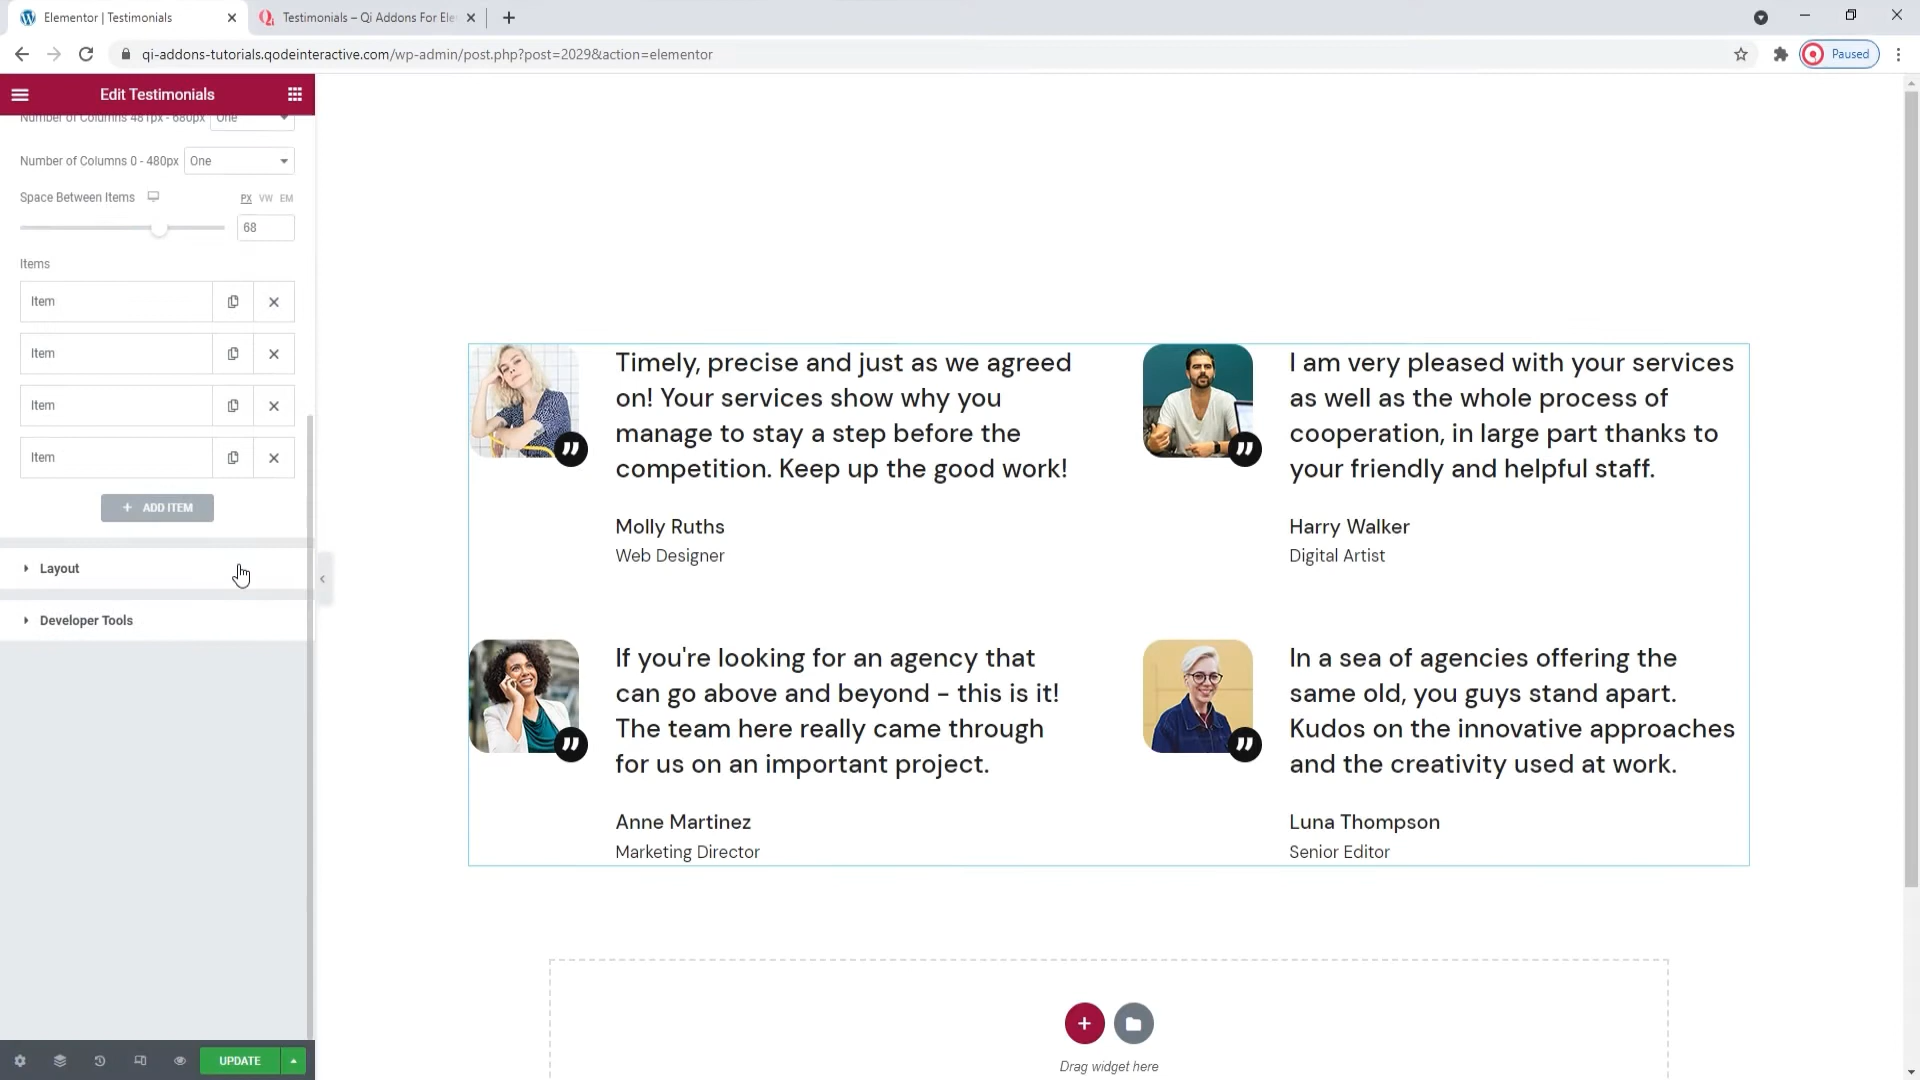 Elementor | Testimonials
Testimonials – Qi Addons For Ele
qi-addons-tutorials.qodeinteractive.com/wp-admin/post.php?post=2029&action=elementor
Paused
Edit Testimonials
Number of Columns 481px - 680px One
Number of Columns 0 - 480px One
Space Between Items PX VW EM
68
Items
Item
Item
Item
Item
+ ADD ITEM
Layout
Developer Tools
UPDATE
Timely, precise and just as we agreed
on! Your services show why you
manage to stay a step before the
competition. Keep up the good work!
Molly Ruths
Web Designer
I am very pleased with your services
as well as the whole process of
cooperation, in large part thanks to
your friendly and helpful staff.
Harry Walker
Digital Artist
If you're looking for an agency that
can go above and beyond - this is it!
The team here really came through
for us on an important project.
Anne Martinez
Marketing Director
In a sea of agencies offering the
same old, you guys stand apart.
Kudos on the innovative approaches
and the creativity used at work.
Luna Thompson
Senior Editor
Drag widget here